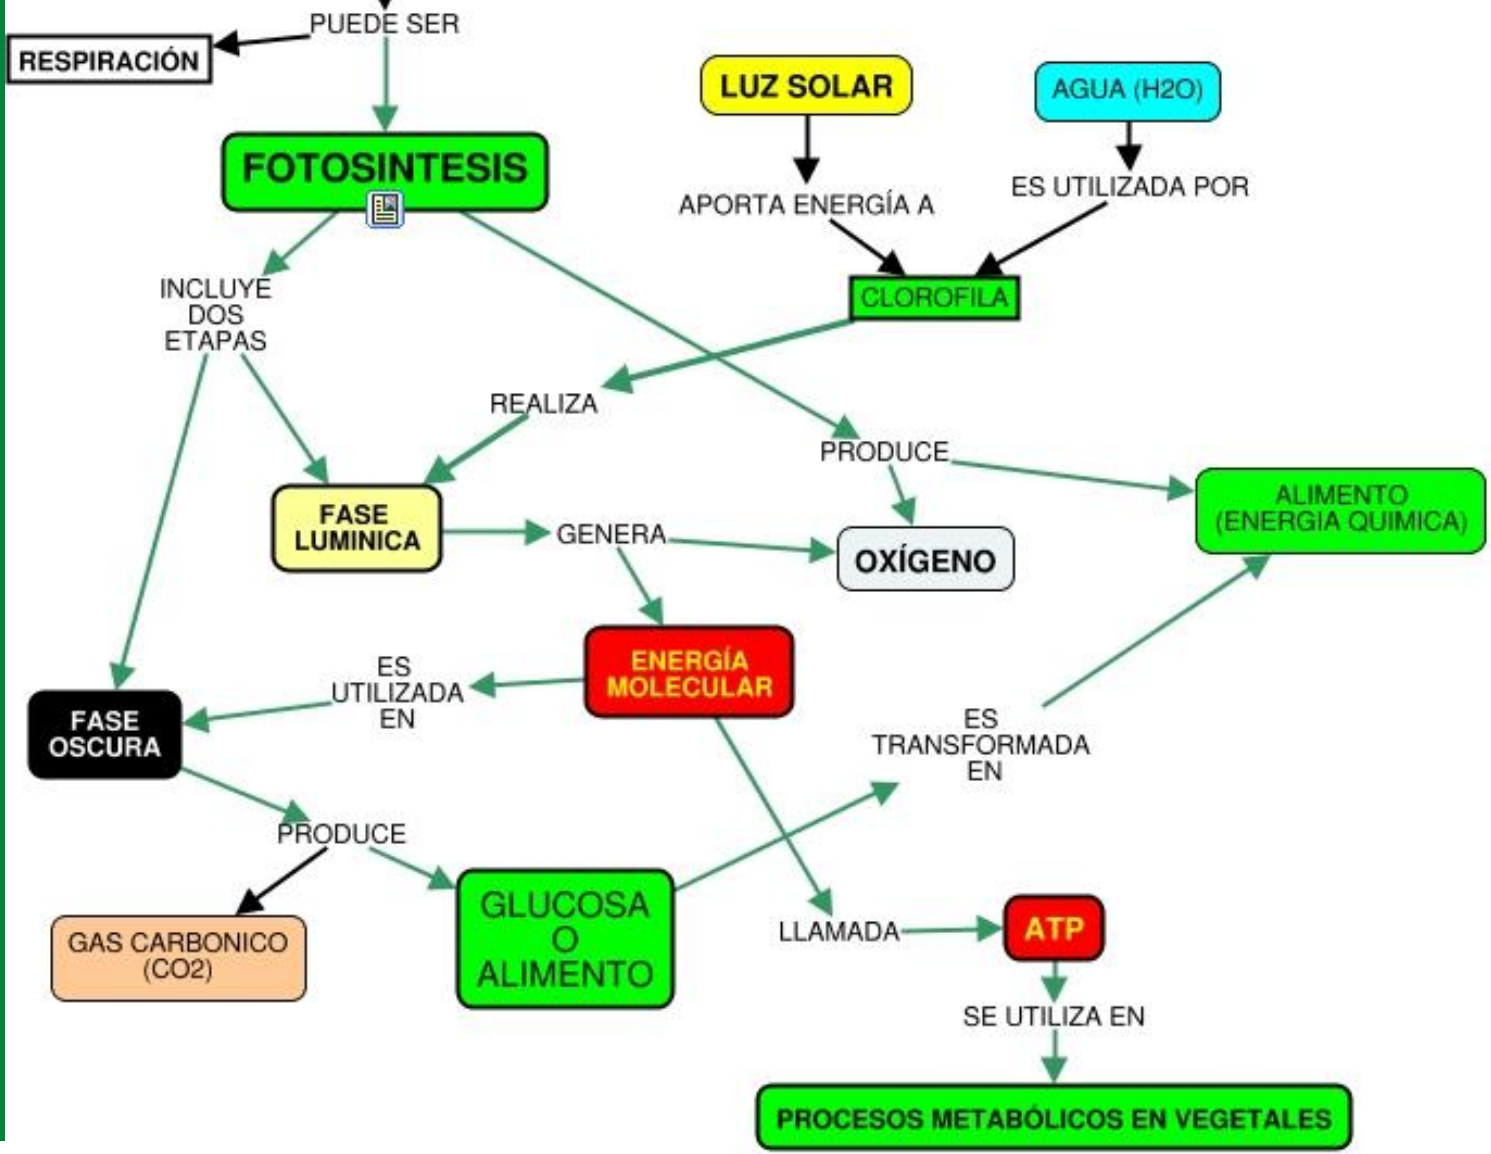 PUEDE SER
RESPIRACIÓN
LUZ SOLAR
AGUA (H2O)
FOTOSINTESIS
APORTA ENERGÍA A
ES UTILIZADA POR
INCLUYE
DOS
ETAPAS
CLOROFILA
REALIZA
PRODUCE
ALIMENTO
(ENERGIA QUIMICA)
FASE
LUMINICA
GENERA
OXÍGENO
ENERGÍA
MOLECULAR
ES
UTILIZADA
EN
FASE
OSCURA
ES
TRANSFORMADA
EN
PRODUCE
GAS CARBONICO
(CO2)
GLUCOSA
O
ALIMENTO
LLAMADA
ATP
SE UTILIZA EN
PROCESOS METABÓLICOS EN VEGETALES